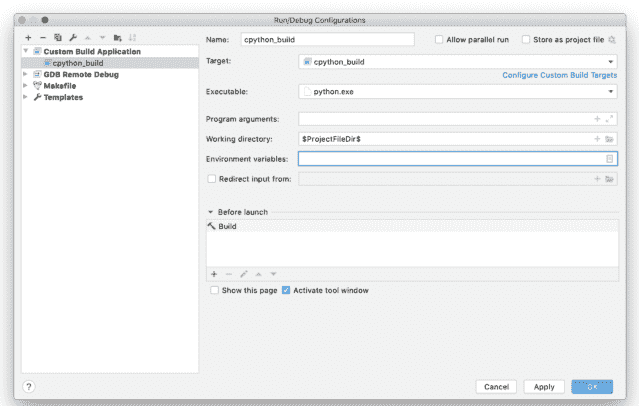 Run/Debug Configurations
Name: cpython_build Allow parallel run Store as project file
Custom Build Application
cpython_build
GDB Remote Debug
Makefile
Templates
Target: cpython_build
Configure Custom Build Targets
Executable: python.exe
Program arguments:
Working directory: $ProjectFileDir$
Environment variables:
Redirect input from:
Before launch
Build
Show this page Activate tool window
? Cancel Apply OK